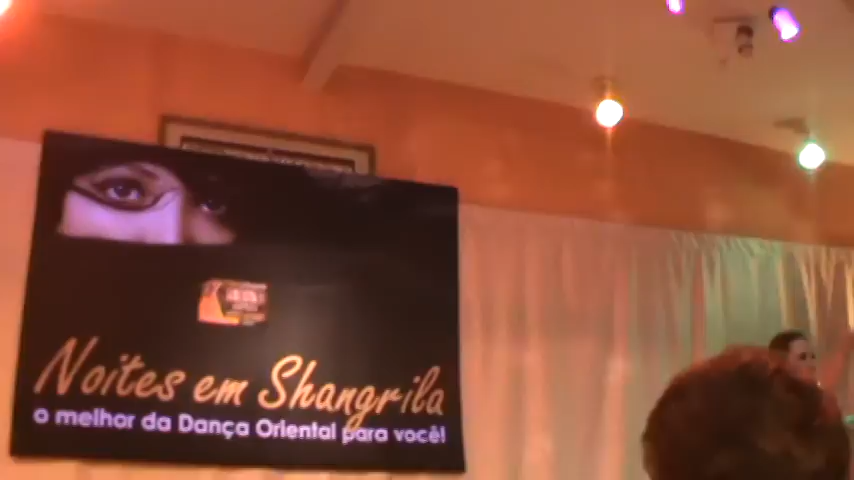 Noites em Shangrila
o melhor da Dança Oriental para você!